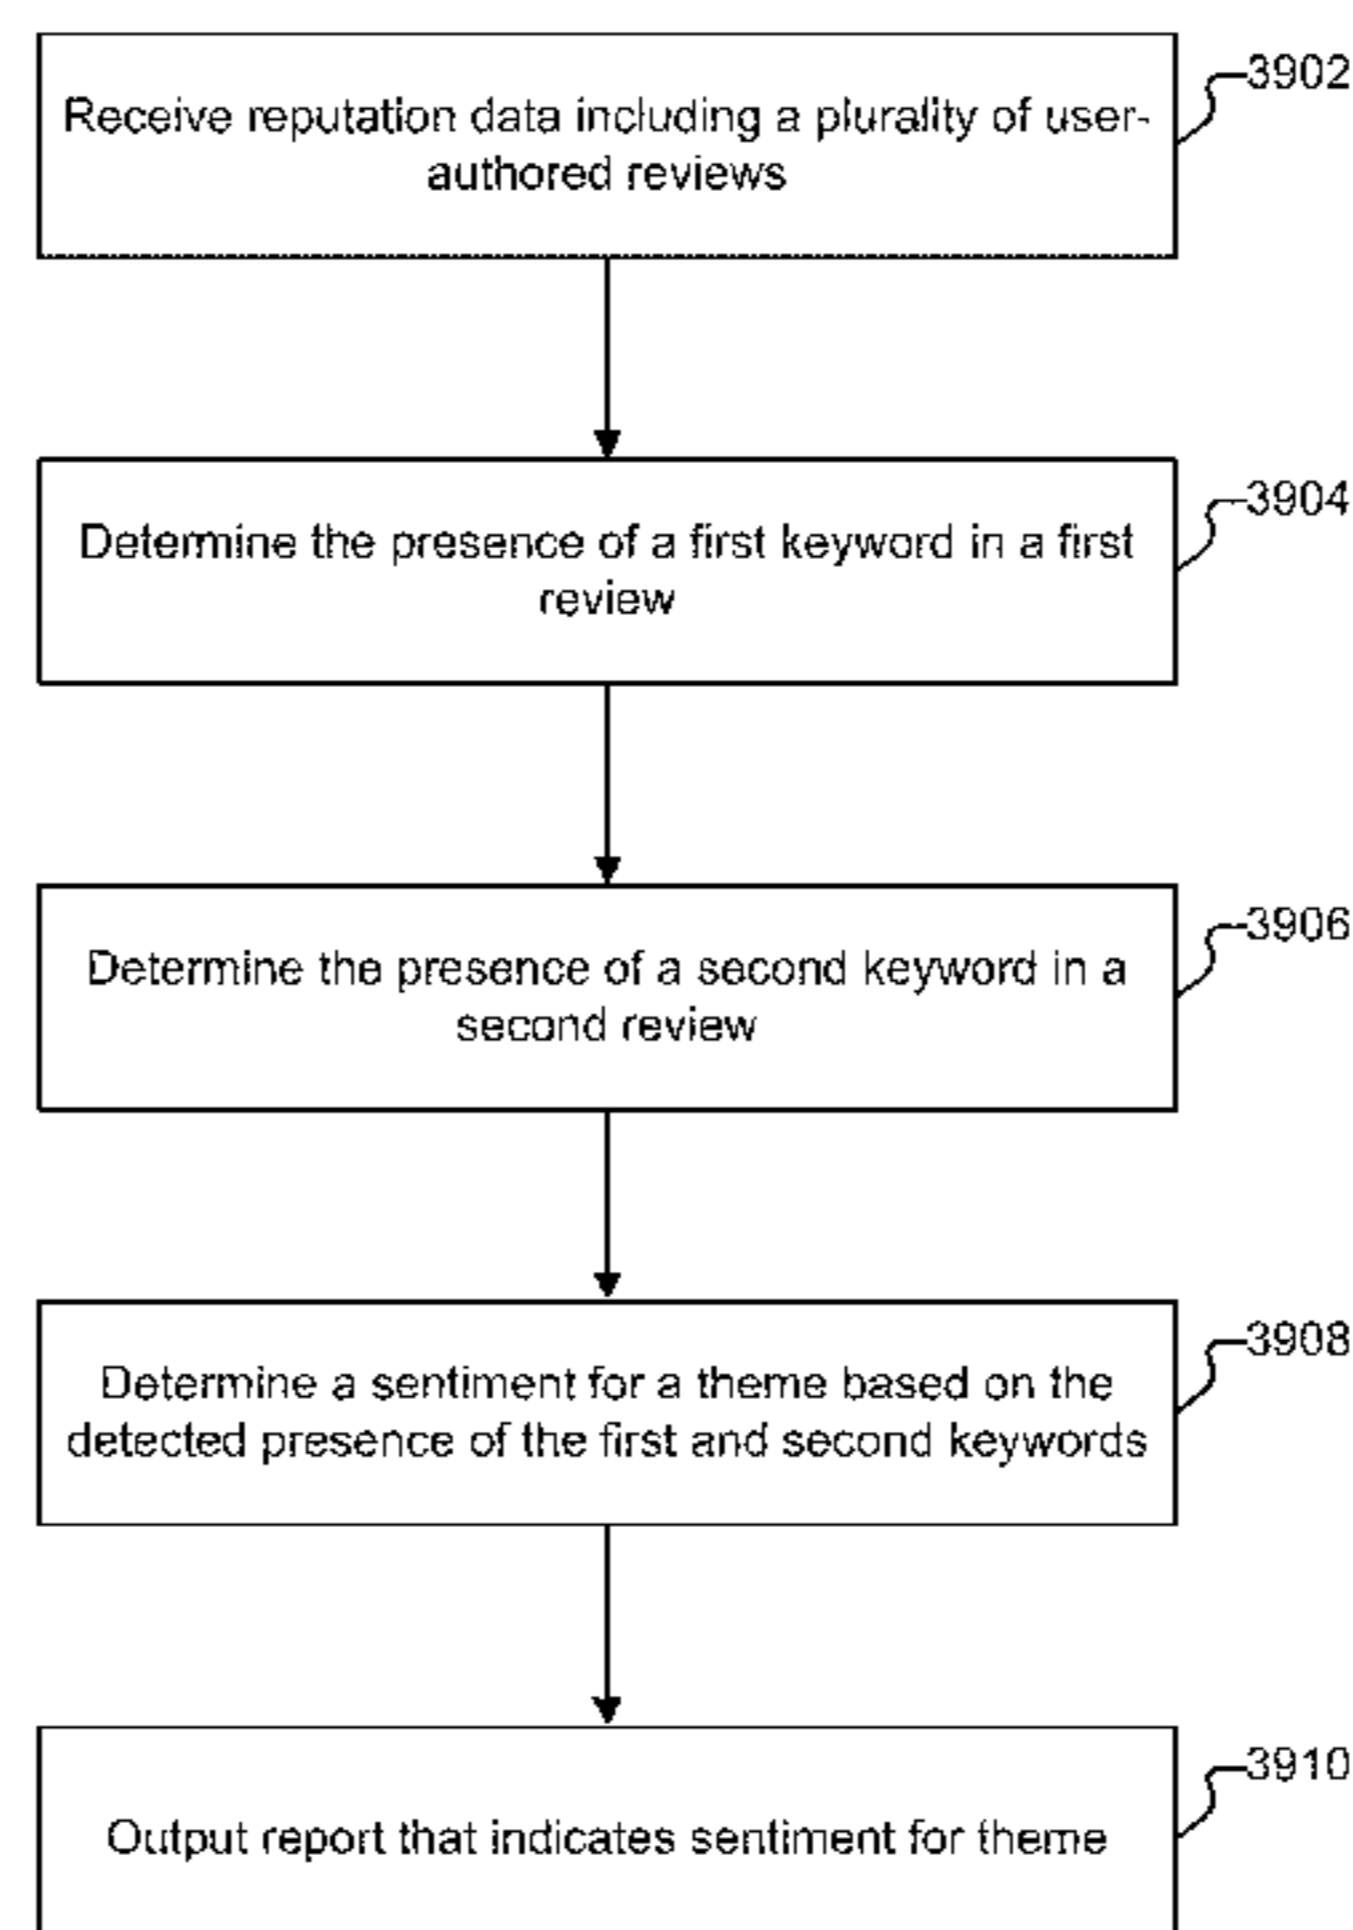 3902
Receive reputation data including a plurality of user-
authored reviews
3904
Determine the presence of a first keyword in a first
review
3906
Determine the presence of a second keyword in a
second review
3908
Determine a sentiment for a theme based on the
detected presence of the first and second keywords
3910
Output report that indicates sentiment for theme